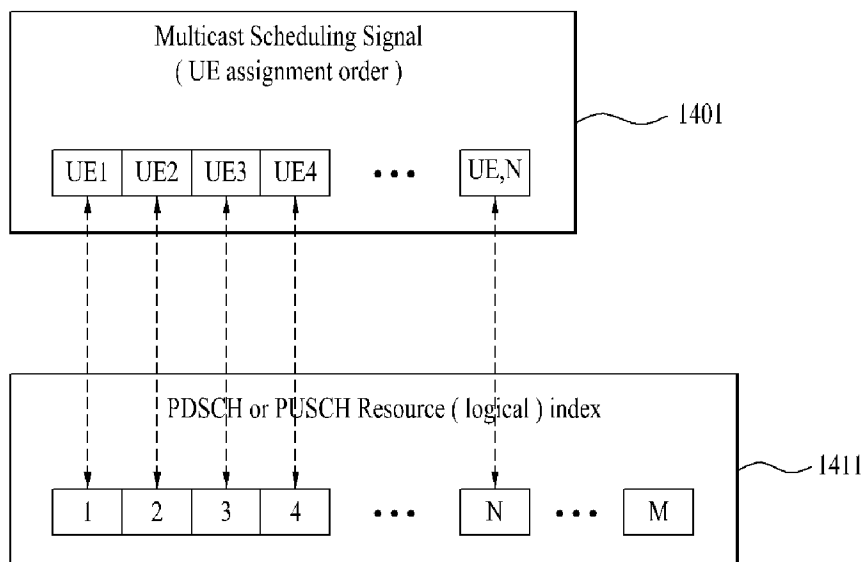 Multicast Scheduling Signal
( UE assignment order )
1401
UE1 UE2 UE3 UE4 ••• UE,N
PDSCH or PUSCH Resource ( logical ) index
1411
1 2 3 4 ••• N ••• M